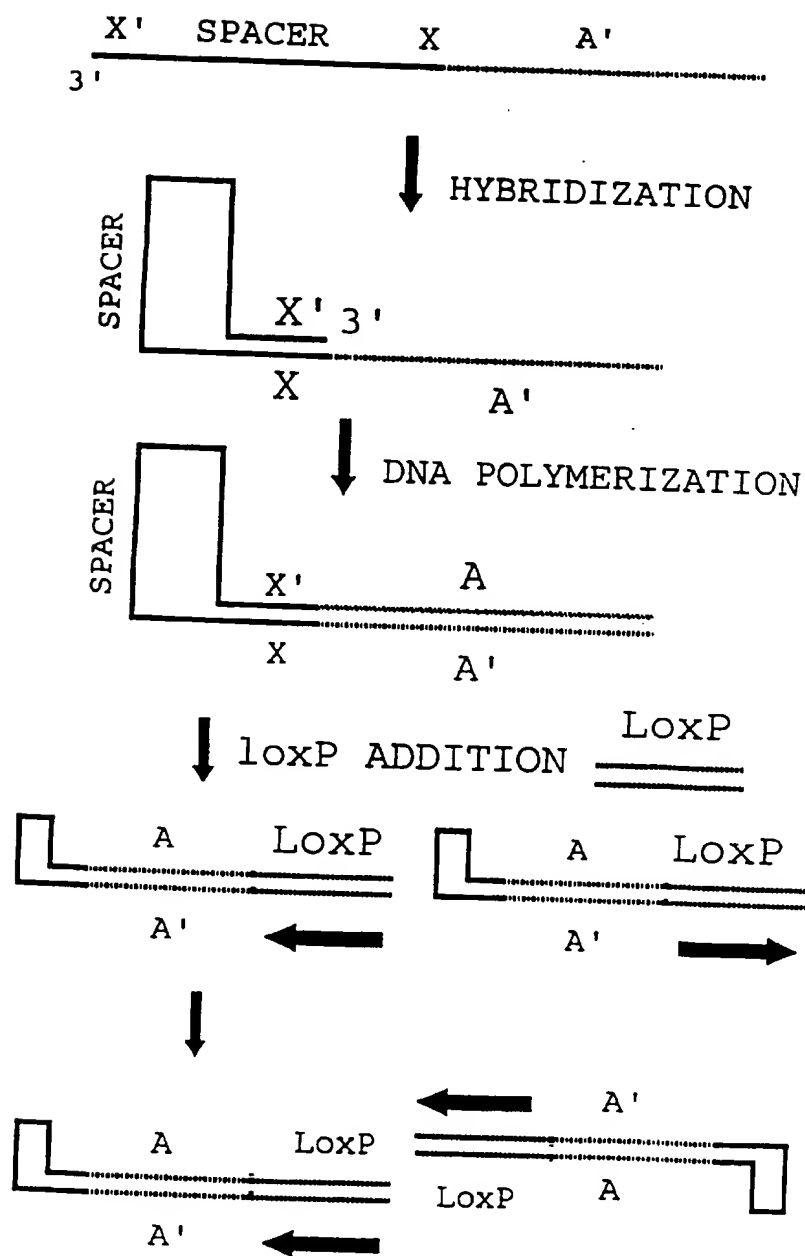 X' SPACER X A'
3'
HYBRIDIZATION
SPACER
X' 3'
X A'
DNA POLYMERIZATION
SPACER
X' A
X A'
loxP ADDITION LoxP
A LoxP A LoxP
A' A'
A'
A LoxP
LoxP A
A'